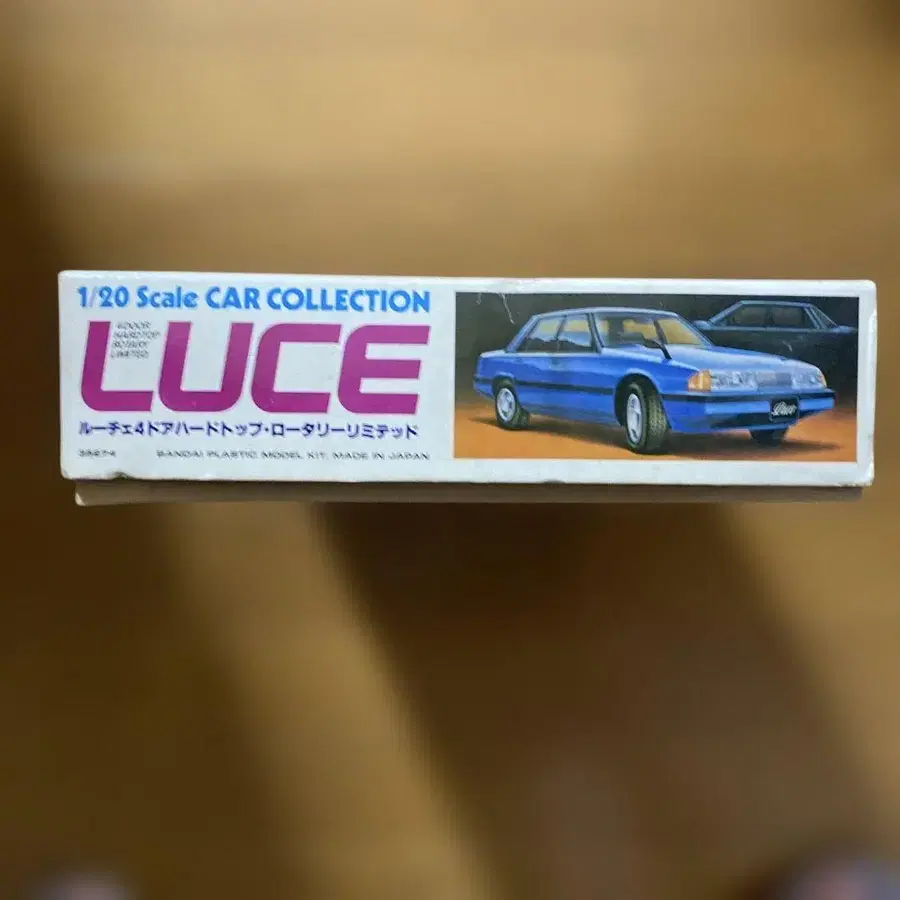 1/20 Scale CAR COLLECTION
4DOOR
HARDTOP
ROTARY
LIMITED
LUCE
ルーチェ4ドアハードトップ・ロータリーリミテッド
BANDAI PLASTIC MODEL KIT, MADE IN JAPAN
Luce